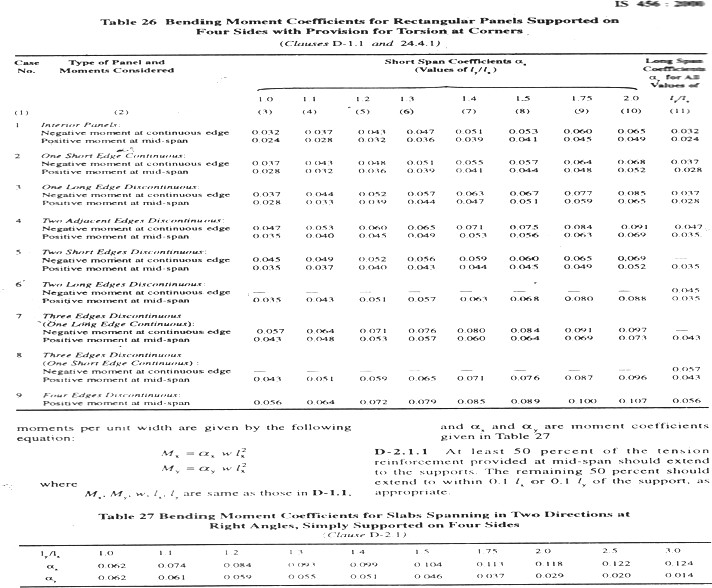 IS 456 : 2000
Table 26 Bending Moment Coefficients for Rectangular Panels Supported on
Four Sides with Provision for Torsion at Corners
(Clauses D-1.1 and 24.4.1)
Case No. Type of Panel and Moments Considered Short Span Coefficients αx (Values of ly/lx) Long Span Coefficients αy for All Values of ly/lx
1.0 1.1 1.2 1.3 1.4 1.5 1.75 2.0
(1) (2) (3) (4) (5) (6) (7) (8) (9) (10) (11)
1 Interior Panels:
Negative moment at continuous edge 0.032 0.037 0.043 0.047 0.051 0.053 0.060 0.065 0.032
Positive moment at mid-span 0.024 0.028 0.032 0.036 0.039 0.041 0.045 0.049 0.024
2 One Short Edge Continuous:
Negative moment at continuous edge 0.037 0.043 0.048 0.051 0.055 0.057 0.064 0.068 0.037
Positive moment at mid-span 0.028 0.032 0.036 0.039 0.041 0.044 0.048 0.052 0.028
3 One Long Edge Discontinuous:
Negative moment at continuous edge 0.037 0.044 0.052 0.057 0.063 0.067 0.077 0.085 0.037
Positive moment at mid-span 0.028 0.033 0.039 0.044 0.047 0.051 0.059 0.065 0.028
4 Two Adjacent Edges Discontinuous:
Negative moment at continuous edge 0.047 0.053 0.060 0.065 0.071 0.075 0.084 0.091 0.047
Positive moment at mid-span 0.035 0.040 0.045 0.049 0.053 0.056 0.063 0.069 0.035
5 Two Short Edges Discontinuous:
Negative moment at continuous edge 0.045 0.049 0.052 0.056 0.059 0.060 0.065 0.069 —
Positive moment at mid-span 0.035 0.037 0.040 0.043 0.044 0.045 0.049 0.052 0.035
6 Two Long Edges Discontinuous:
Negative moment at continuous edge — — — — — — — — 0.045
Positive moment at mid-span 0.035 0.043 0.051 0.057 0.063 0.068 0.080 0.088 0.035
7 Three Edges Discontinuous
(One Long Edge Continuous):
Negative moment at continuous edge 0.057 0.064 0.071 0.076 0.080 0.084 0.091 0.097 —
Positive moment at mid-span 0.043 0.048 0.053 0.057 0.060 0.064 0.069 0.073 0.043
8 Three Edges Discontinuous
(One Short Edge Continuous) :
Negative moment at continuous edge — — — — — — — — 0.057
Positive moment at mid-span 0.043 0.051 0.059 0.065 0.071 0.076 0.087 0.096 0.043
9 Four Edges Discontinuous:
Positive moment at mid-span 0.056 0.064 0.072 0.079 0.085 0.089 0.100 0.107 0.056
moments per unit width are given by the following
equation:
Mx = αx w lx²
My = αy w lx²
where
Mx, My, w, lx, ly are same as those in D-1.1,
and αx and αy are moment coefficients
given in Table 27
D-2.1.1 At least 50 percent of the tension
reinforcement provided at mid-span should extend
to the supports. The remaining 50 percent should
extend to within 0.1 lx or 0.1 ly of the support, as
appropriate.
Table 27 Bending Moment Coefficients for Slabs Spanning in Two Directions at
Right Angles, Simply Supported on Four Sides
(Clause D-2.1)
ly/lx 1.0 1.1 1.2 1.3 1.4 1.5 1.75 2.0 2.5 3.0
αx 0.062 0.074 0.084 0.093 0.099 0.104 0.113 0.118 0.122 0.124
αy 0.062 0.061 0.059 0.055 0.051 0.046 0.037 0.029 0.020 0.014